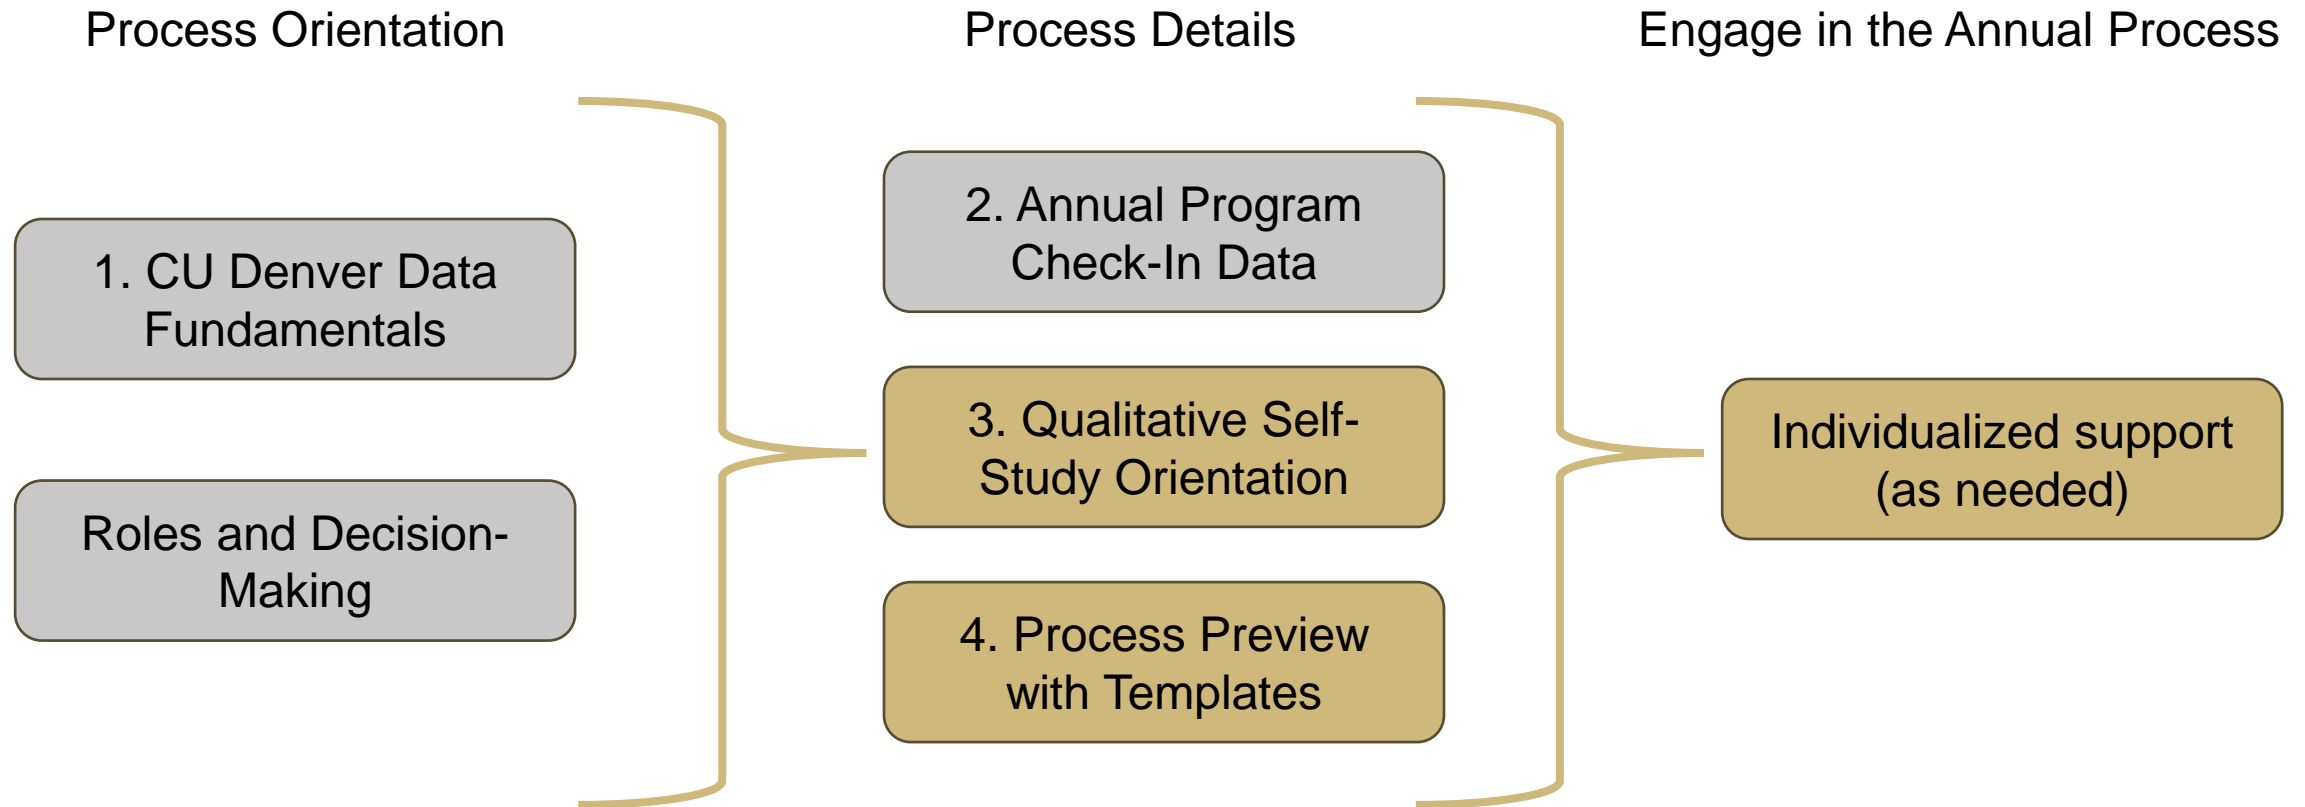 Process Orientation
Process Details
Engage in the Annual Process
1. CU Denver Data
Fundamentals
Roles and Decision-
Making
2. Annual Program
Check-In Data
3. Qualitative Self-
Study Orientation
4. Process Preview
with Templates
Individualized support
(as needed)